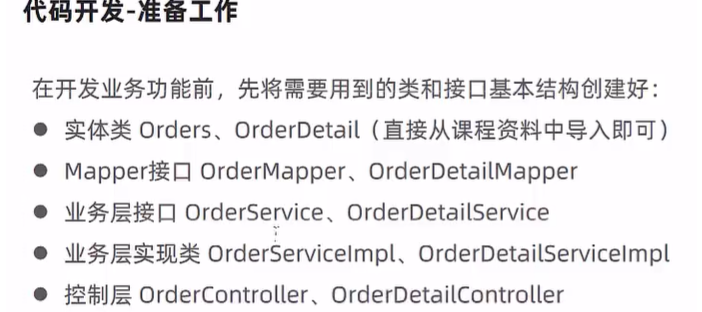 代码开发-准备工作
在开发业务功能前，先将需要用到的类和接口基本结构创建好：
● 实体类 Orders、OrderDetail（直接从课程资料中导入即可）
● Mapper接口 OrderMapper、OrderDetailMapper
● 业务层接口 OrderService、OrderDetailService
● 业务层实现类 OrderServiceImpl、OrderDetailServiceImpl
● 控制层 OrderController、OrderDetailController